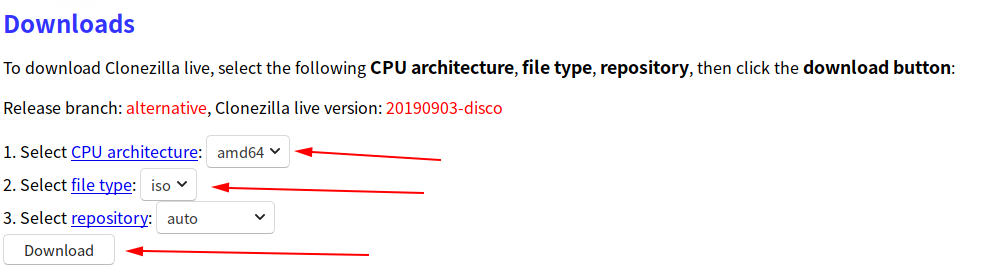 Downloads
To download Clonezilla live, select the following CPU architecture, file type, repository, then click the download button:
Release branch: alternative, Clonezilla live version: 20190903-disco
1. Select CPU architecture: amd64
2. Select file type: iso
3. Select repository: auto
Download